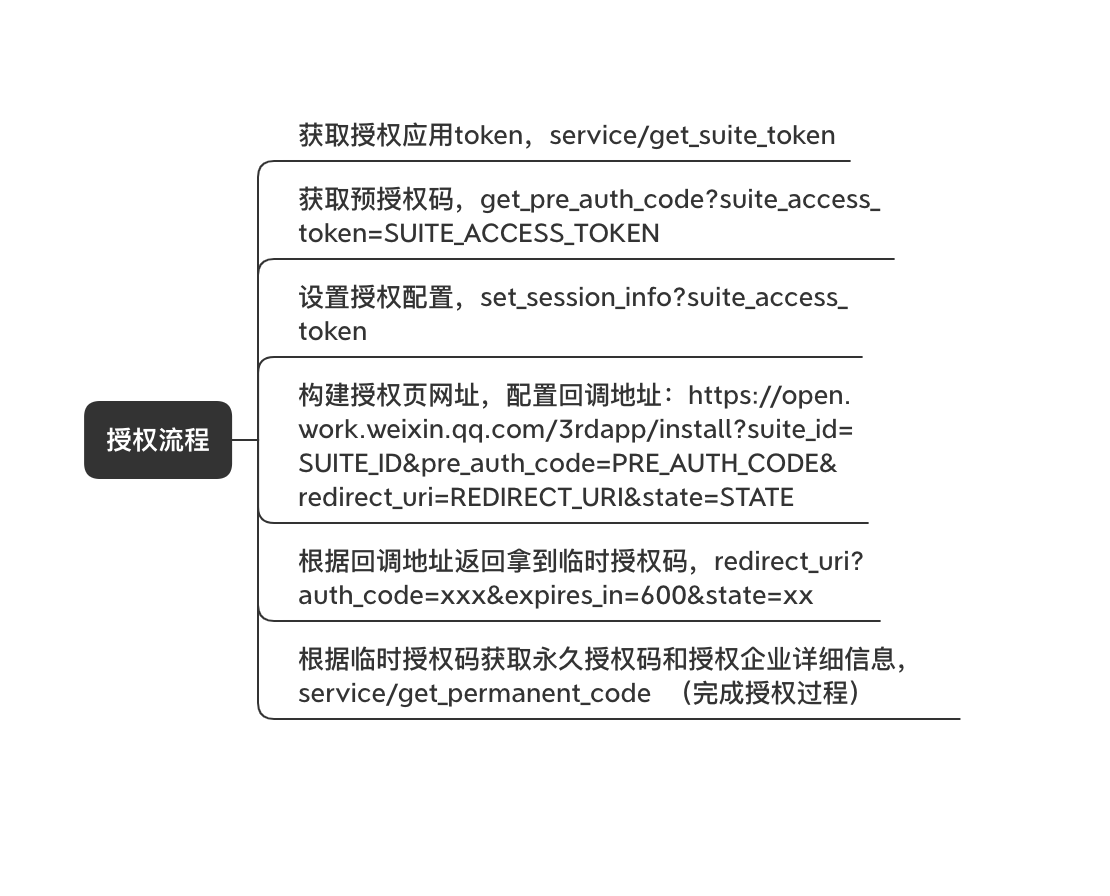 获取授权应用token，service/get_suite_token
获取预授权码，get_pre_auth_code?suite_access_
token=SUITE_ACCESS_TOKEN
设置授权配置，set_session_info?suite_access_
token
构建授权页网址，配置回调地址：https://open.
work.weixin.qq.com/3rdapp/install?suite_id=
SUITE_ID&pre_auth_code=PRE_AUTH_CODE&
redirect_uri=REDIRECT_URI&state=STATE
授权流程
根据回调地址返回拿到临时授权码，redirect_uri?
auth_code=xxx&expires_in=600&state=xx
根据临时授权码获取永久授权码和授权企业详细信息，
service/get_permanent_code （完成授权过程）